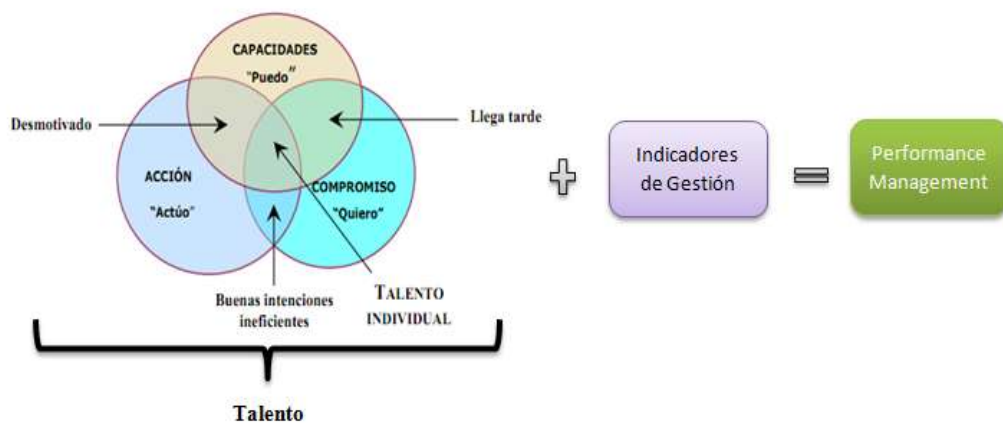 CAPACIDADES
"Puedo"
Desmotivado
Llega tarde
ACCIÓN
"Actúo"
COMPROMISO
"Quiero"
Buenas intenciones
ineficientes
TALENTO
INDIVIDUAL
Talento
Indicadores
de Gestión
Performance
Management